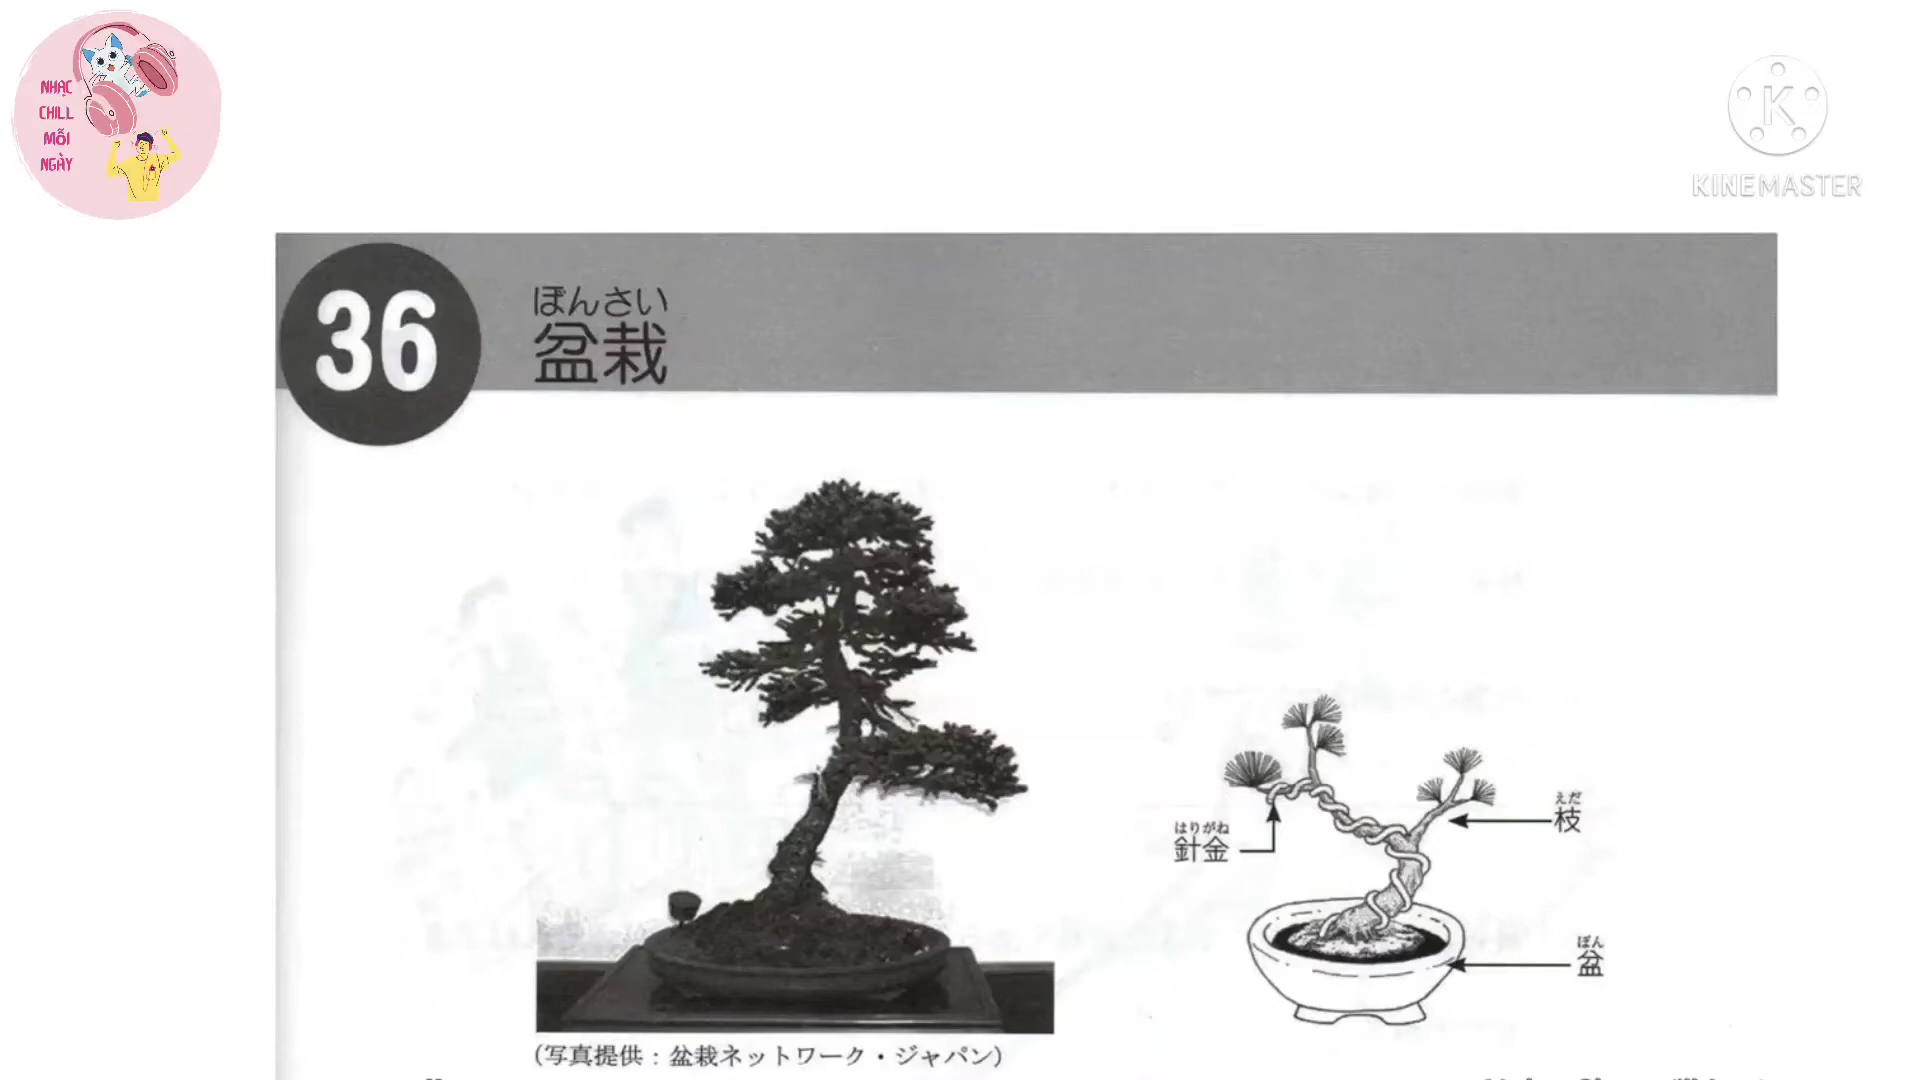 NHẠC
CHILL
MỖI
NGÀY
K
KINEMASTER
36
ぼんさい
盆栽
えだ
枝
はりがね
針金
ぼん
盆
(写真提供：盆栽ネットワーク・ジャパン)